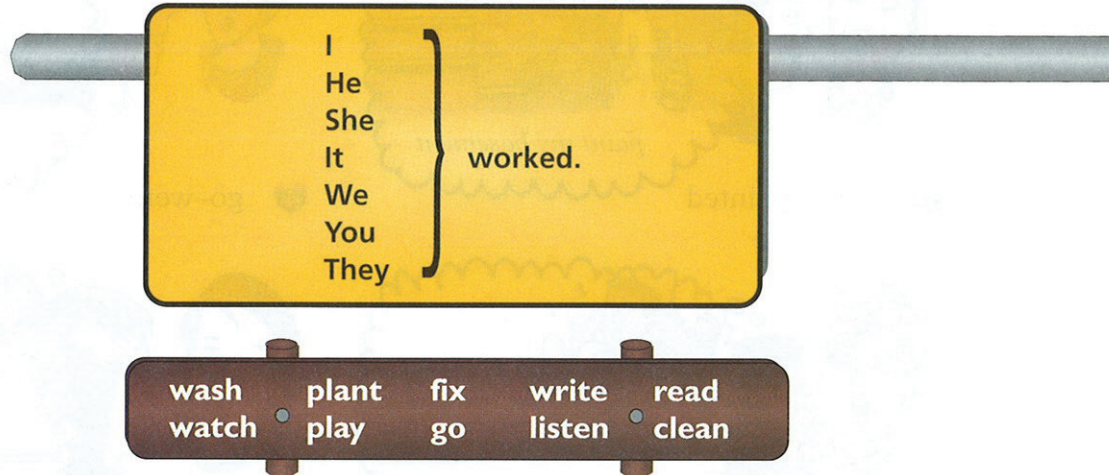 I
He
She
It
We
You
They
worked.
wash plant fix write read
watch play go listen clean